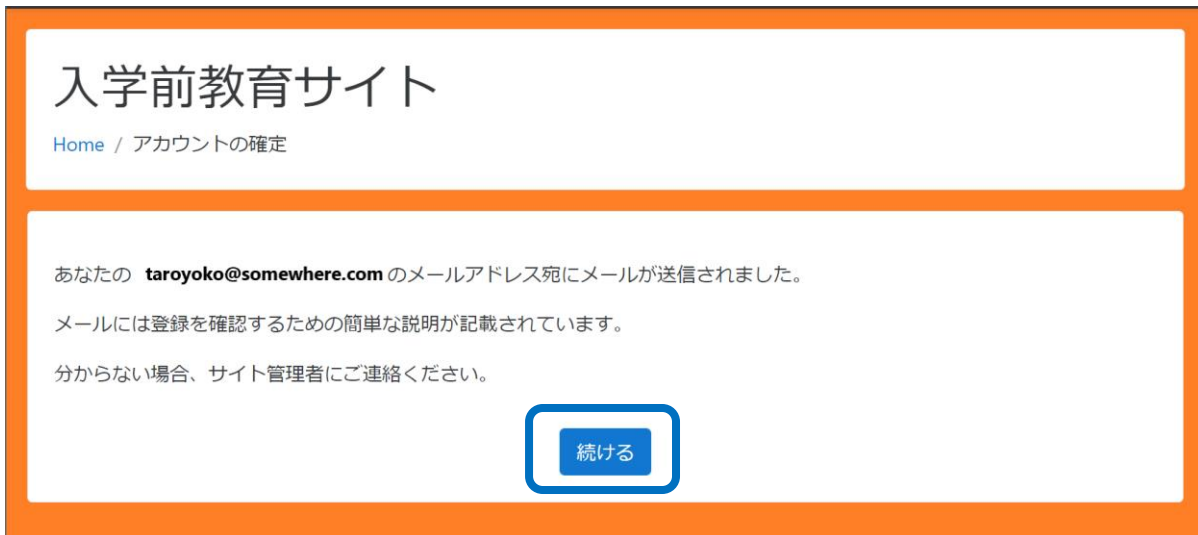 入学前教育サイト
Home / アカウントの確定
あなたの taroyoko@somewhere.com のメールアドレス宛にメールが送信されました。
メールには登録を確認するための簡単な説明が記載されています。
分からない場合、サイト管理者にご連絡ください。
続ける